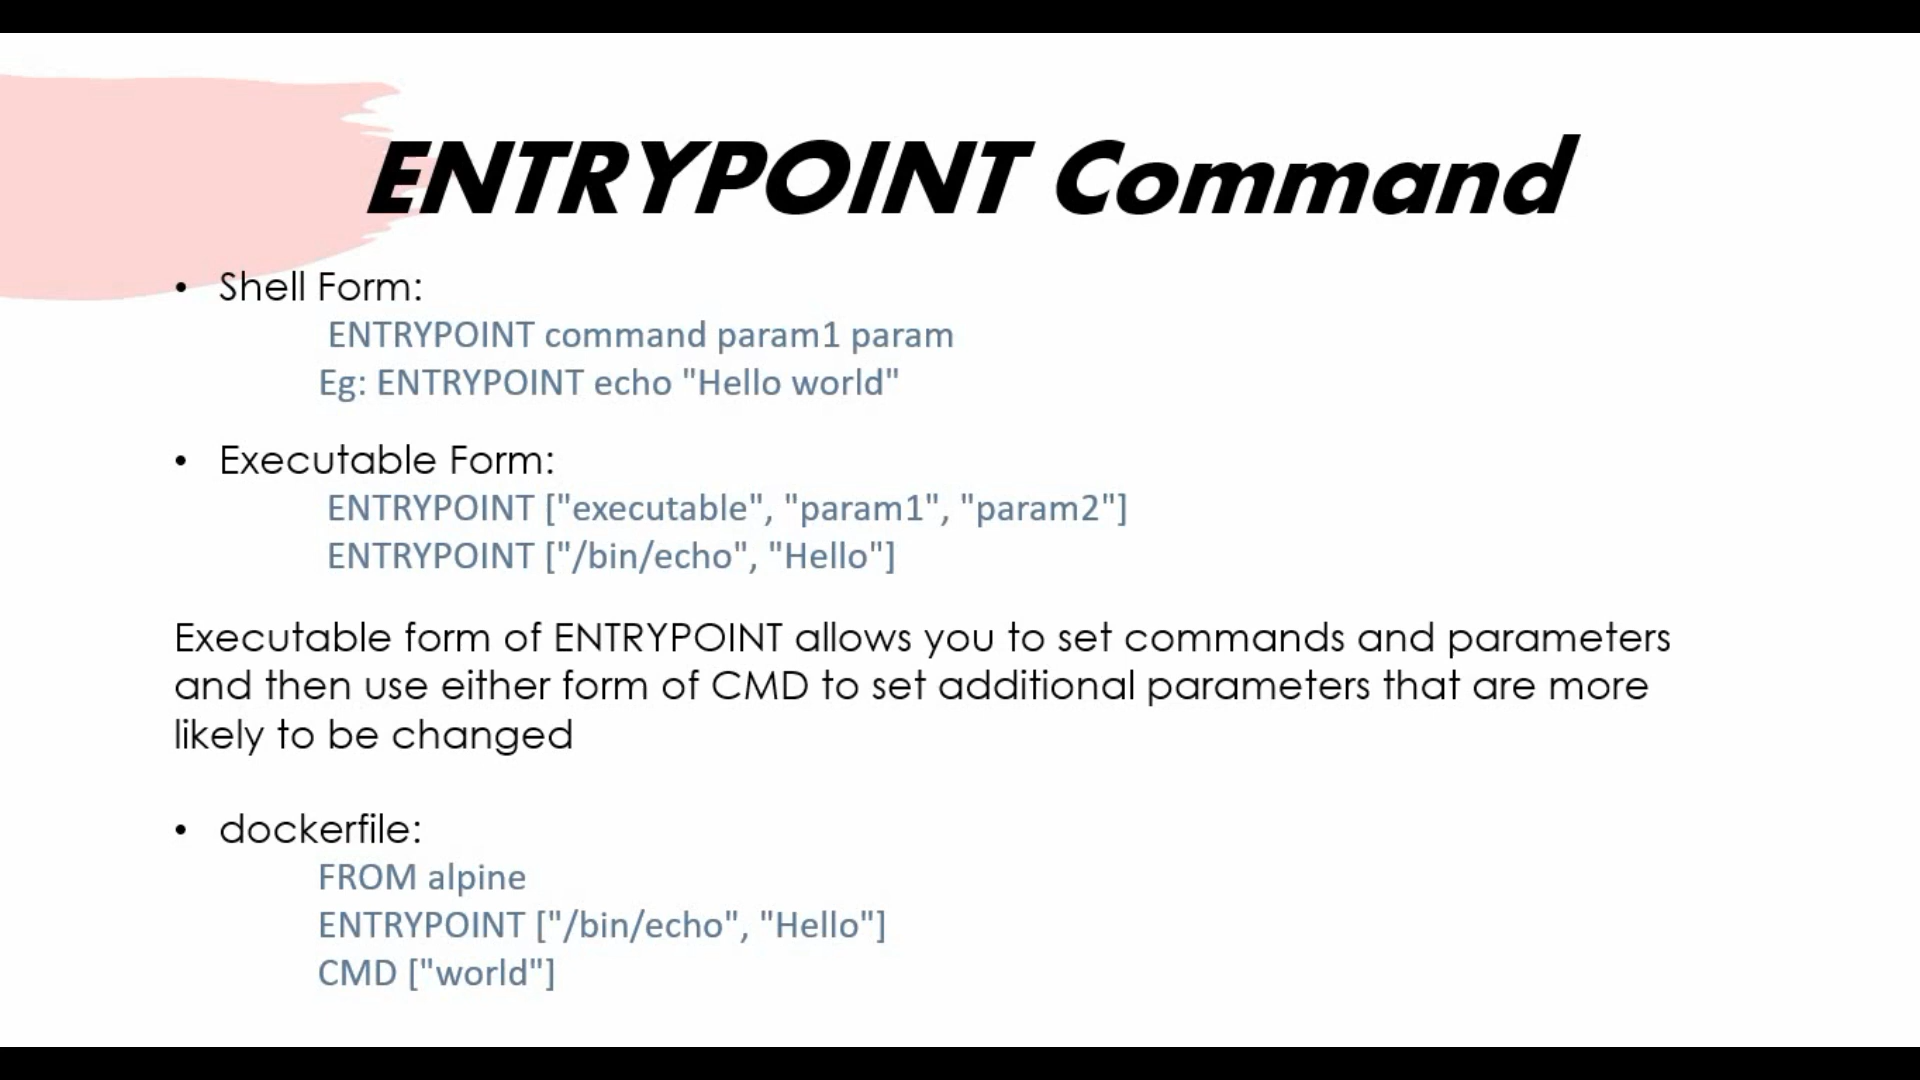 ENTRYPOINT Command
• Shell Form:
ENTRYPOINT command param1 param
Eg: ENTRYPOINT echo "Hello world"
• Executable Form:
ENTRYPOINT ["executable", "param1", "param2"]
ENTRYPOINT ["/bin/echo", "Hello"]
Executable form of ENTRYPOINT allows you to set commands and parameters
and then use either form of CMD to set additional parameters that are more
likely to be changed
• dockerfile:
FROM alpine
ENTRYPOINT ["/bin/echo", "Hello"]
CMD ["world"]